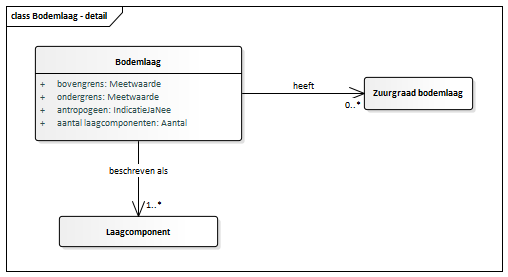 class Bodemlaag - detail
Bodemlaag
+ bovengrens: Meetwaarde
+ ondergrens: Meetwaarde
+ antropogeen: IndicatieJaNee
+ aantal laagcomponenten: Aantal
heeft
0..*
Zuurgraad bodemlaag
beschreven als
1..*
Laagcomponent